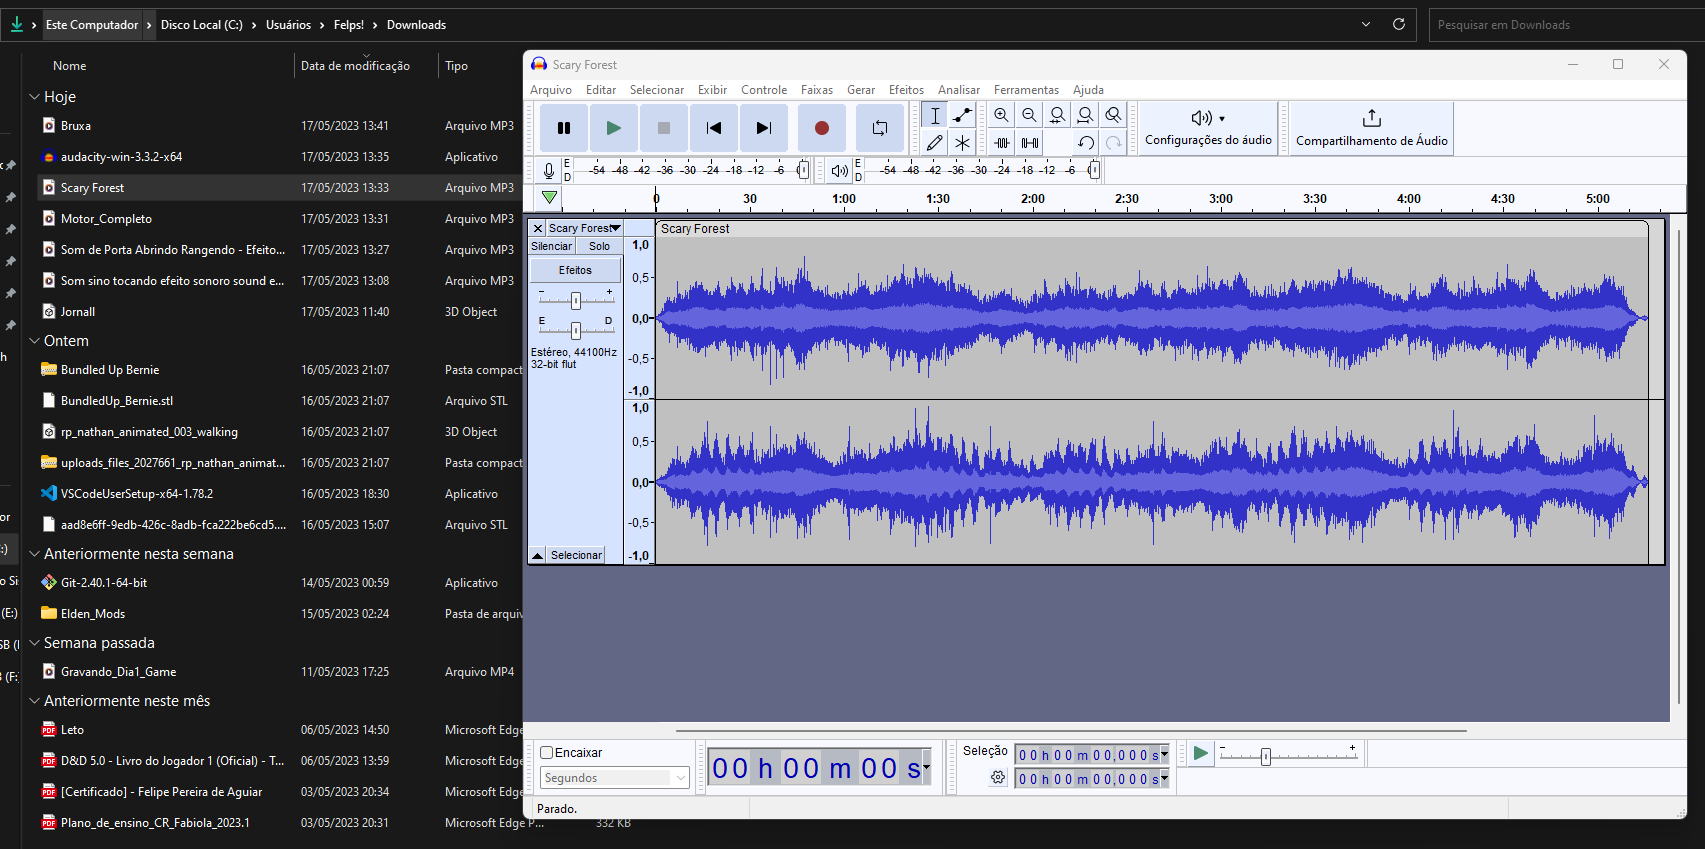 Este Computador > Disco Local (C:) > Usuários > Felps! > Downloads
Pesquisar em Downloads
Nome Data de modificação Tipo
Hoje
Bruxa 17/05/2023 13:41 Arquivo MP3
audacity-win-3.3.2-x64 17/05/2023 13:35 Aplicativo
Scary Forest 17/05/2023 13:33 Arquivo MP3
Motor_Completo 17/05/2023 13:31 Arquivo MP3
Som de Porta Abrindo Rangendo - Efeito... 17/05/2023 13:27 Arquivo MP3
Som sino tocando efeito sonoro sound e... 17/05/2023 13:08 Arquivo MP3
Jornall 17/05/2023 11:40 3D Object
Ontem
Bundled Up Bernie 16/05/2023 21:07 Pasta compact
BundledUp_Bernie.stl 16/05/2023 21:07 Arquivo STL
rp_nathan_animated_003_walking 16/05/2023 21:07 3D Object
uploads_files_2027661_rp_nathan_animat... 16/05/2023 21:07 Pasta compact
VSCodeUserSetup-x64-1.78.2 16/05/2023 18:30 Aplicativo
aad8e6ff-9edb-426c-8adb-fca222be6cd5.... 16/05/2023 15:07 Arquivo STL
Anteriormente nesta semana
Git-2.40.1-64-bit 14/05/2023 00:59 Aplicativo
Elden_Mods 15/05/2023 02:24 Pasta de arquiv
Semana passada
Gravando_Dia1_Game 11/05/2023 17:25 Arquivo MP4
Anteriormente neste mês
Leto 06/05/2023 14:50 Microsoft Edge
D&D 5.0 - Livro do Jogador 1 (Oficial) - T... 06/05/2023 13:59 Microsoft Edge
[Certificado] - Felipe Pereira de Aguiar 03/05/2023 20:34 Microsoft Edge
Plano_de_ensino_CR_Fabiola_2023.1 03/05/2023 20:31 Microsoft Edge P... 332 KB
h
or
:)
o Si
(E:)
SB (
(F:
Scary Forest
Arquivo Editar Selecionar Exibir Controle Faixas Gerar Efeitos Analisar Ferramentas Ajuda
Configurações do áudio
Compartilhamento de Áudio
E
D
-54 -48 -42 -36 -30 -24 -18 -12 -6 0
E
D
-54 -48 -42 -36 -30 -24 -18 -12 -6 0
0 30 1:00 1:30 2:00 2:30 3:00 3:30 4:00 4:30 5:00
Scary Forest
Silenciar Solo
Efeitos
- +
E D
Estéreo, 44100Hz
32-bit flut
Selecionar
Scary Forest
1,0
0,5
0,0
-0,5
-1,0
1,0
0,5
0,0
-0,5
-1,0
Encaixar
Segundos
00 h 00 m 00 s
Seleção
00 h 00 m 00,000 s
00 h 00 m 00,000 s
- +
Parado.